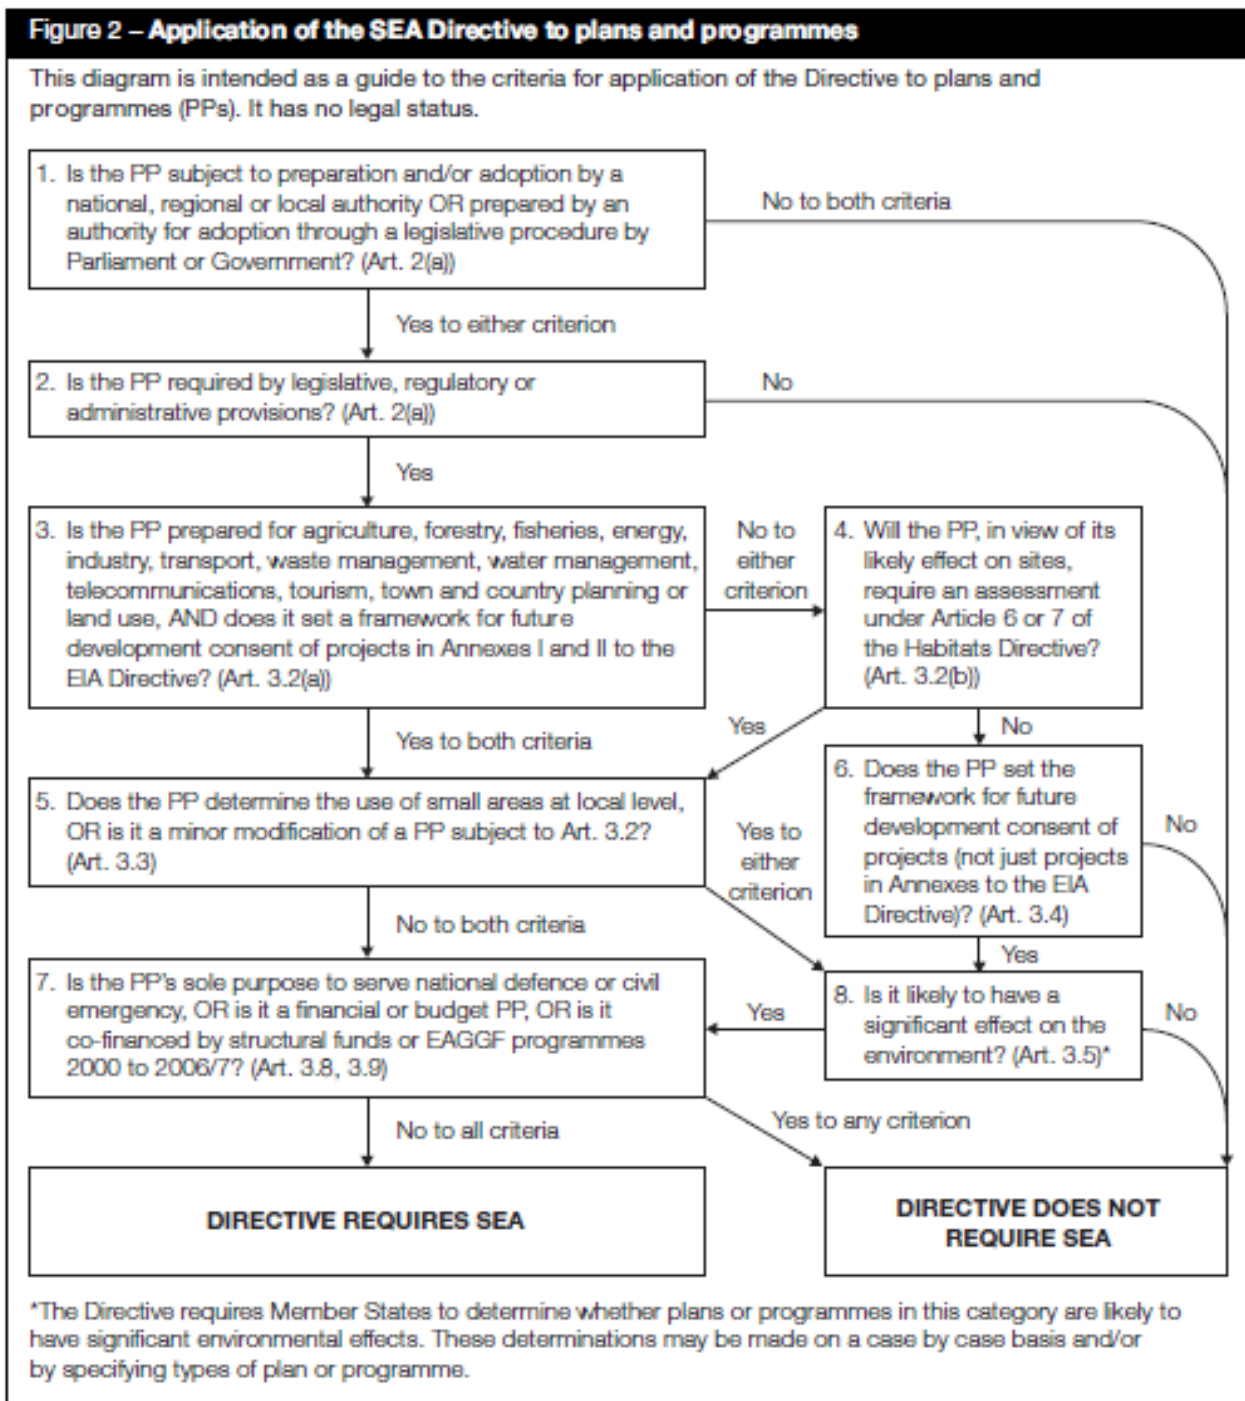 Figure 2 – Application of the SEA Directive to plans and programmes
This diagram is intended as a guide to the criteria for application of the Directive to plans and
programmes (PPs). It has no legal status.
1. Is the PP subject to preparation and/or adoption by a
national, regional or local authority OR prepared by an
authority for adoption through a legislative procedure by
Parliament or Government? (Art. 2(a))
No to both criteria
Yes to either criterion
2. Is the PP required by legislative, regulatory or
administrative provisions? (Art. 2(a))
No
Yes
3. Is the PP prepared for agriculture, forestry, fisheries, energy,
industry, transport, waste management, water management,
telecommunications, tourism, town and country planning or
land use, AND does it set a framework for future
development consent of projects in Annexes I and II to the
EIA Directive? (Art. 3.2(a))
No to
either
criterion
4. Will the PP, in view of its
likely effect on sites,
require an assessment
under Article 6 or 7 of
the Habitats Directive?
(Art. 3.2(b))
Yes to both criteria
Yes
No
5. Does the PP determine the use of small areas at local level,
OR is it a minor modification of a PP subject to Art. 3.2?
(Art. 3.3)
Yes to
either
criterion
6. Does the PP set the
framework for future
development consent of
projects (not just projects
in Annexes to the EIA
Directive)? (Art. 3.4)
No
No to both criteria
Yes
7. Is the PP's sole purpose to serve national defence or civil
emergency, OR is it a financial or budget PP, OR is it
co-financed by structural funds or EAGGF programmes
2000 to 2006/7? (Art. 3.8, 3.9)
Yes
8. Is it likely to have a
significant effect on the
environment? (Art. 3.5)*
No
No to all criteria
Yes to any criterion
DIRECTIVE REQUIRES SEA
DIRECTIVE DOES NOT
REQUIRE SEA
*The Directive requires Member States to determine whether plans or programmes in this category are likely to
have significant environmental effects. These determinations may be made on a case by case basis and/or
by specifying types of plan or programme.